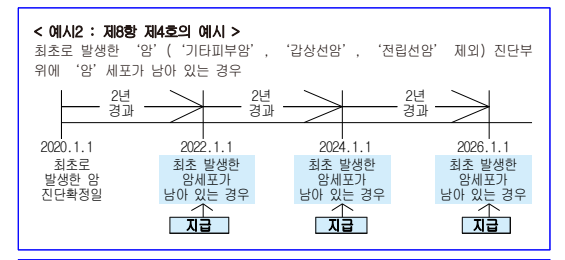 < 예시2 : 제8항 제4호의 예시 >
최초로 발생한 ‘암’ ( ‘기타피부암’ , ‘갑상선암’ , ‘전립선암’ 제외) 진단부
위에 ‘암’ 세포가 남아 있는 경우
2년 2년 2년
경과 경과 경과
2020.1.1 2022.1.1 2024.1.1 2026.1.1
최초로 최초 발생한 최초 발생한 최초 발생한
발생한 암 암세포가 암세포가 암세포가
진단확정일 남아 있는 경우 남아 있는 경우 남아 있는 경우
지급 지급 지급